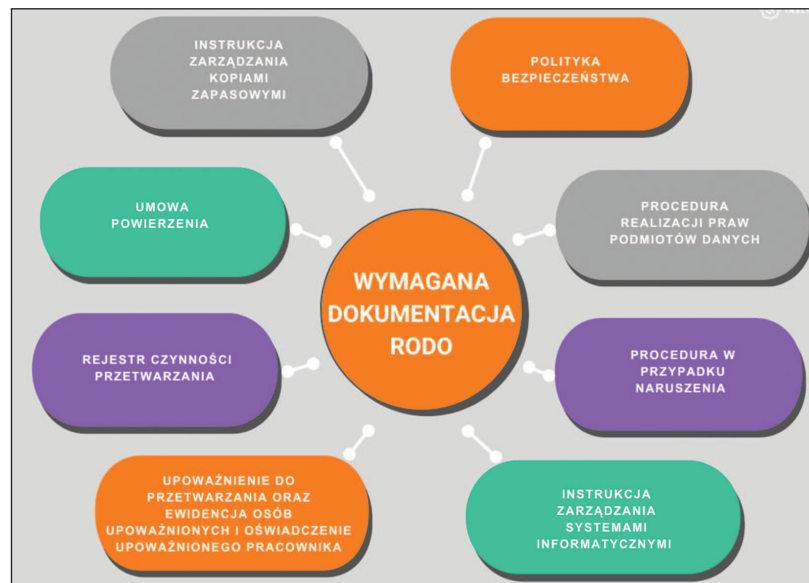 INSTRUKCJA
ZARZĄDZANIA
KOPIAMI
ZAPASOWYMI
POLITYKA
BEZPIECZEŃSTWA
UMOWA
POWIERZENIA
PROCEDURA
REALIZACJI PRAW
PODMIOTÓW DANYCH
WYMAGANA
DOKUMENTACJA
RODO
REJESTR CZYNNOŚCI
PRZETWARZANIA
PROCEDURA W
PRZYPADKU
NARUSZENIA
UPOWAŻNIENIE DO
PRZETWARZANIA ORAZ
EWIDENCJA OSÓB
UPOWAŻNIONYCH I OŚWIADCZENIE
UPOWAŻNIONEGO PRACOWNIKA
INSTRUKCJA
ZARZĄDZANIA
SYSTEMAMI
INFORMATYCZNYMI